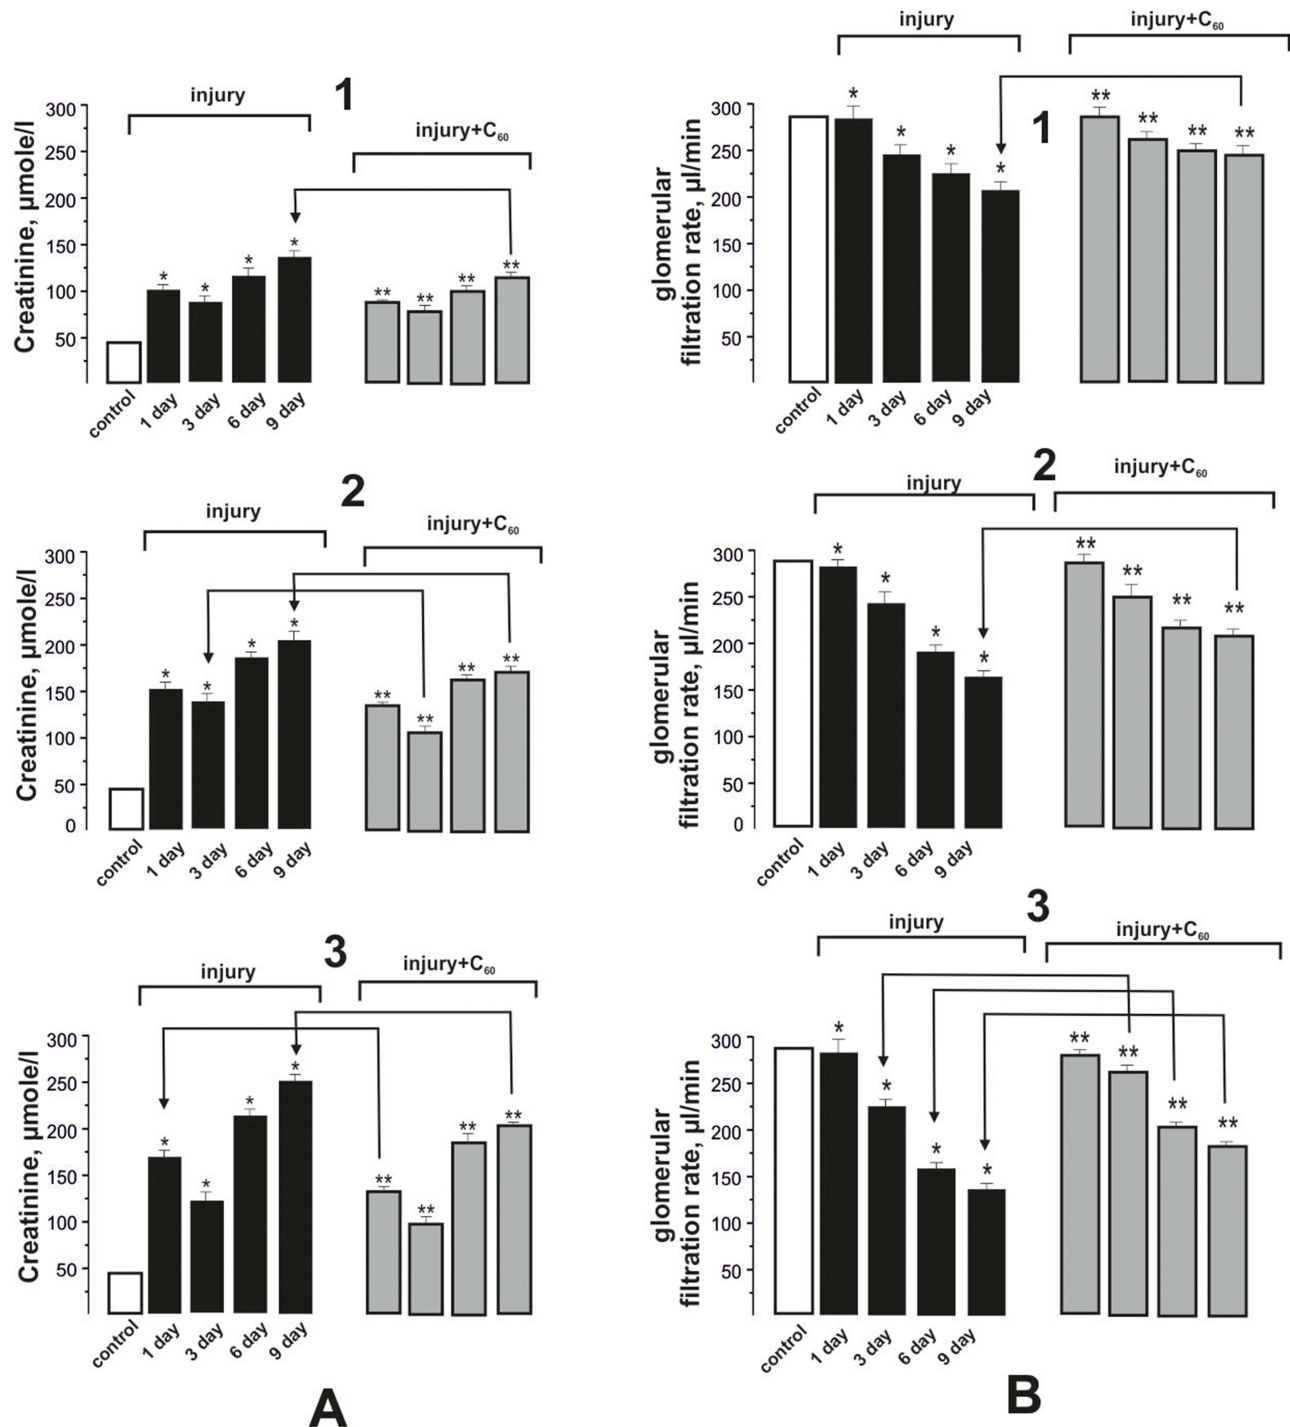 injury
1
injury+C₆₀
Creatinine, µmole/l
300
250
200
150
100
50
*
*
*
*
**
**
**
**
control
1 day
3 day
6 day
9 day
2
injury
injury+C₆₀
Creatinine, µmole/l
300
250
200
150
100
50
0
*
*
*
*
**
**
**
**
control
1 day
3 day
6 day
9 day
3
injury
injury+C₆₀
Creatinine, µmole/l
300
250
200
150
100
50
*
*
*
*
**
**
**
**
control
1 day
3 day
6 day
9 day
A
injury
injury+C₆₀
1
glomerular
filtration rate, µl/min
300
250
200
150
100
50
*
*
*
*
**
**
**
**
control
1 day
3 day
6 day
9 day
2
injury
injury+C₆₀
glomerular
filtration rate, µl/min
300
250
200
150
100
50
0
*
*
*
*
**
**
**
**
control
1 day
3 day
6 day
9 day
3
injury
injury+C₆₀
glomerular
filtration rate, µl/min
300
250
200
150
100
50
*
*
*
*
**
**
**
**
control
1 day
3 day
6 day
9 day
B